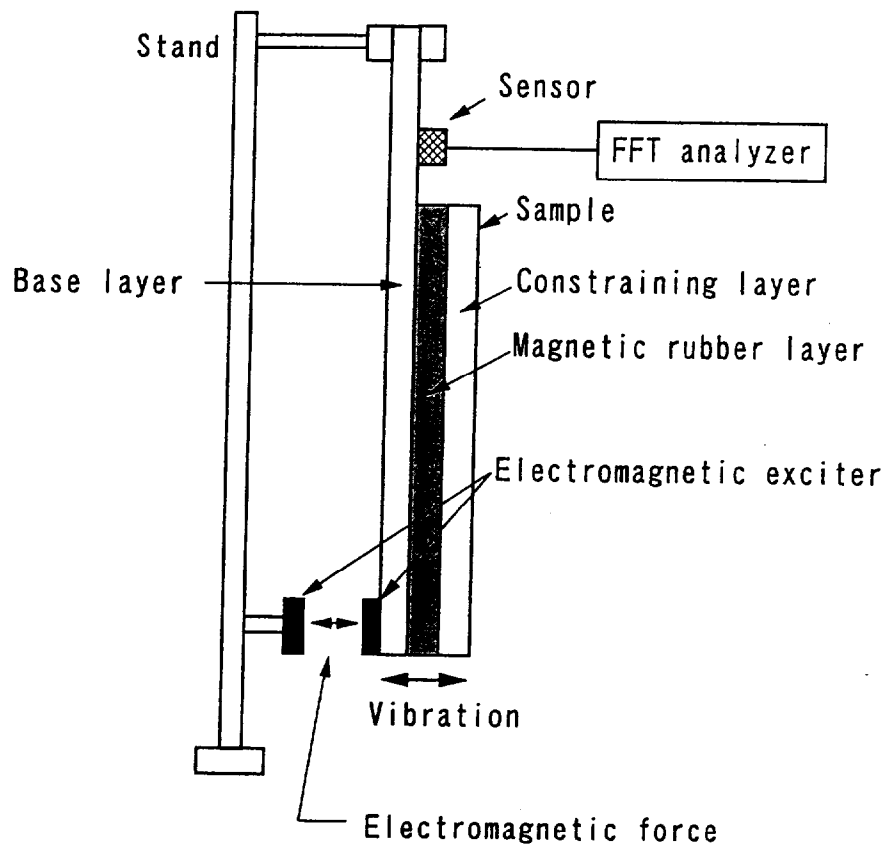 Stand
Sensor
FFT analyzer
Sample
Base layer
Constraining layer
Magnetic rubber layer
Electromagnetic exciter
Vibration
Electromagnetic force